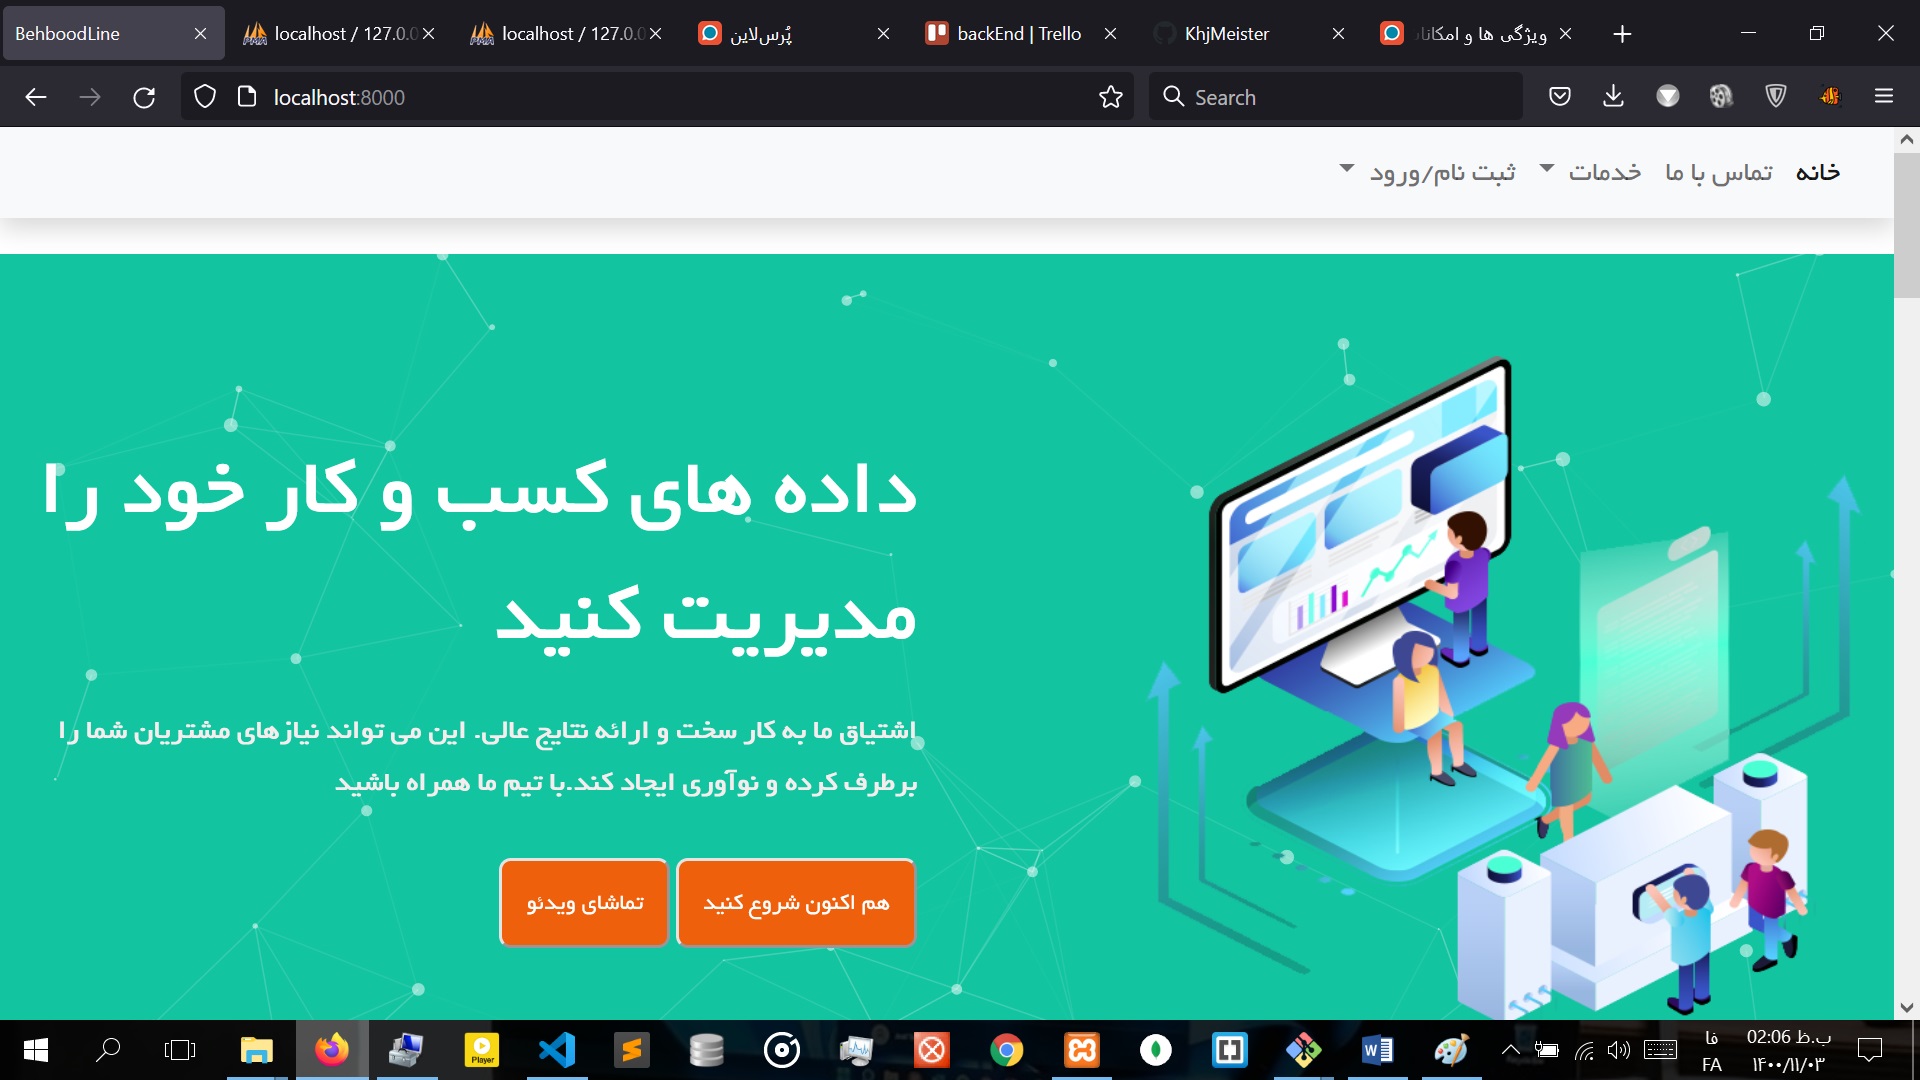 BehboodLine
localhost / 127.0.0
localhost / 127.0.0
پُرس‌لاین
backEnd | Trello
KhjMeister
ویژگی ها و امکانات
localhost:8000
Search
خانه
تماس با ما
خدمات
ثبت نام/ورود
داده های کسب و کار خود را
مدیریت کنید
اشتیاق ما به کار سخت و ارائه نتایج عالی. این می تواند نیازهای مشتریان شما را
برطرف کرده و نوآوری ایجاد کند.با تیم ما همراه باشید
هم اکنون شروع کنید
تماشای ویدئو
Player
فا
FA
02:06 ب.ظ
۱۴۰۰/۱۱/۰۳